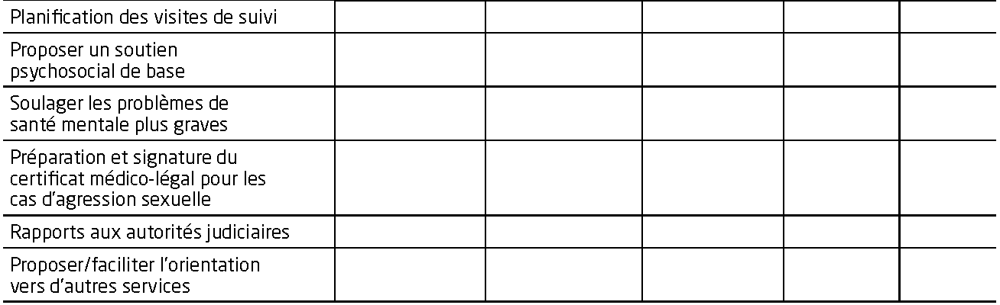 Planification des visites de suivi
Proposer un soutien
psychosocial de base
Soulager les problèmes de
santé mentale plus graves
Préparation et signature du
certificat médico-légal pour les
cas d’agression sexuelle
Rapports aux autorités judiciaires
Proposer/faciliter l’orientation
vers d’autres services